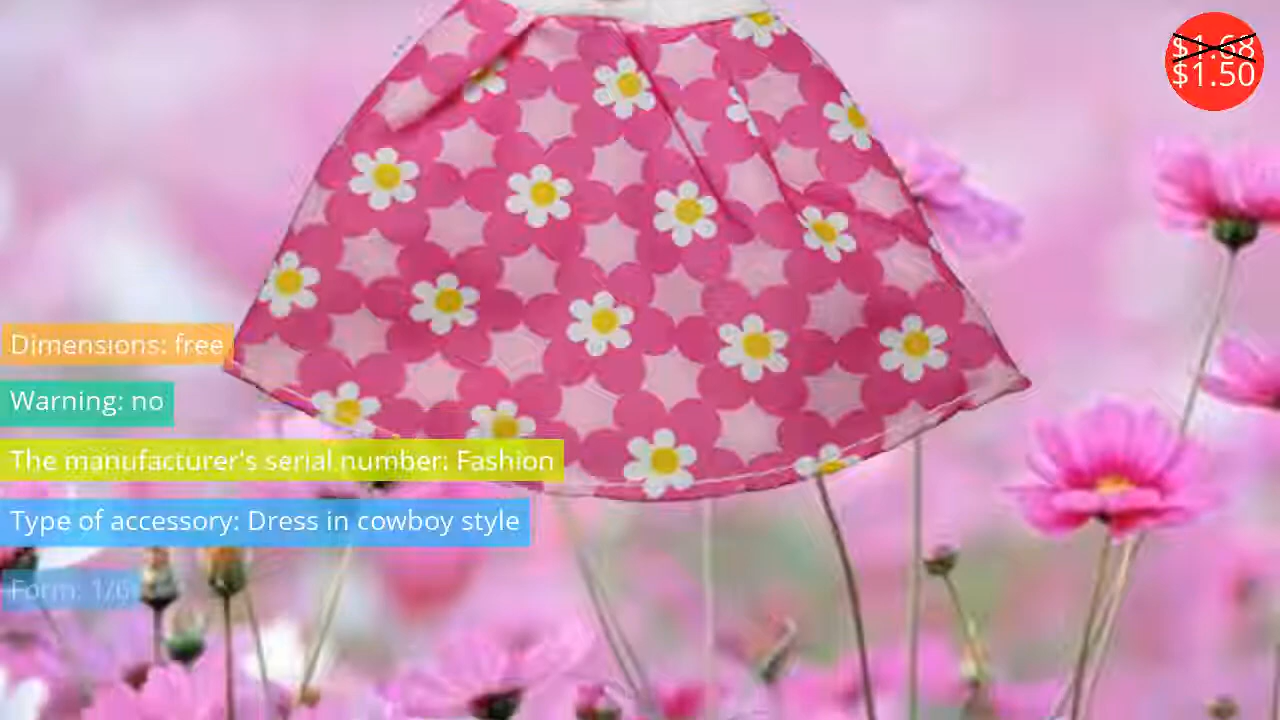 $1.68
$1.50
Dimensions: free
Warning: no
The manufacturer's serial number: Fashion
Type of accessory: Dress in cowboy style
Form: 1/6